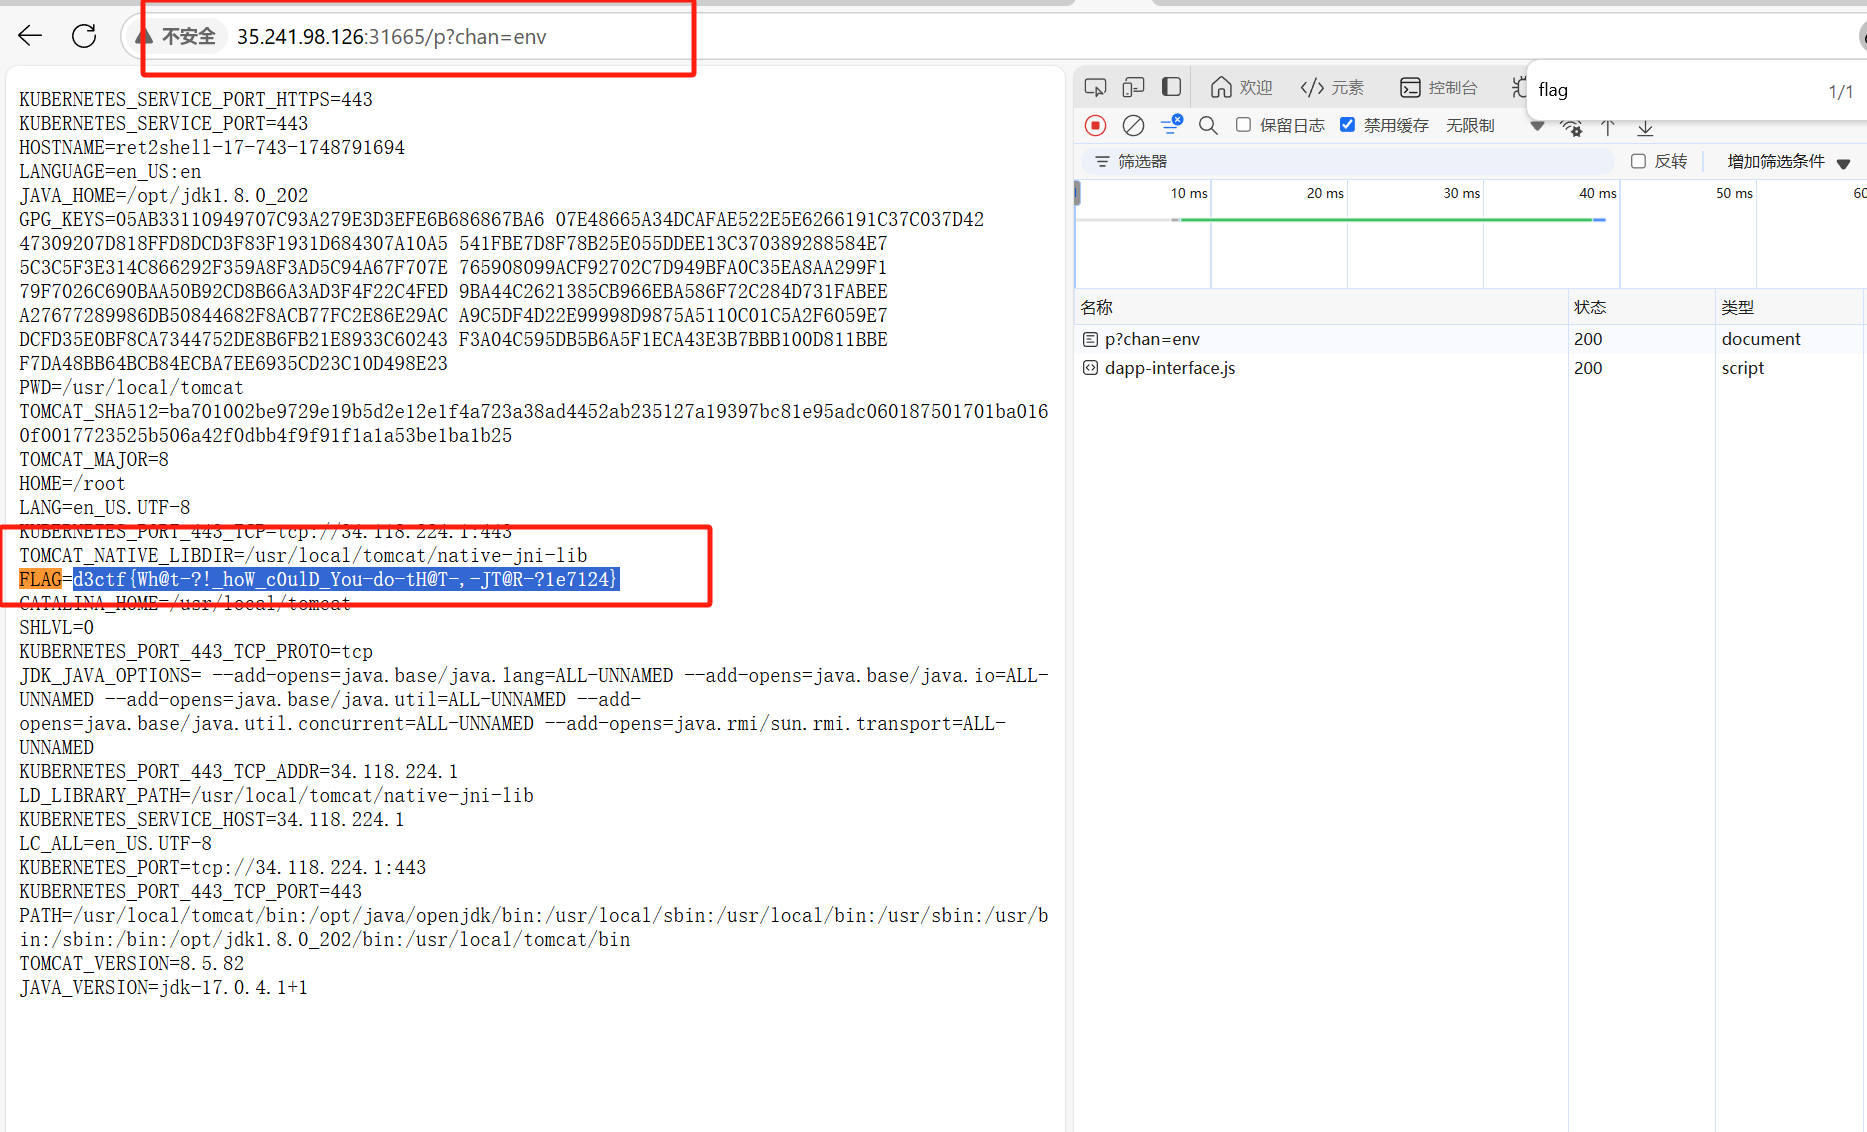 不安全 35.241.98.126:31665/p?chan=env
KUBERNETES_SERVICE_PORT_HTTPS=443
KUBERNETES_SERVICE_PORT=443
HOSTNAME=ret2shell-17-743-1748791694
LANGUAGE=en_US:en
JAVA_HOME=/opt/jdk1.8.0_202
GPG_KEYS=05AB33110949707C93A279E3D3EFE6B686867BA6 07E48665A34DCAFAE522E5E6266191C37C037D42
47309207D818FFD8DCD3F83F1931D684307A10A5 541FBE7D8F78B25E055DDEE13C370389288584E7
5C3C5F3E314C866292F359A8F3AD5C94A67F707E 765908099ACF92702C7D949BFA0C35EA8AA299F1
79F7026C690BAA50B92CD8B66A3AD3F4F22C4FED 9BA44C2621385CB966EBA586F72C284D731FABEE
A27677289986DB50844682F8ACB77FC2E86E29AC A9C5DF4D22E99998D9875A5110C01C5A2F6059E7
DCFD35E0BF8CA7344752DE8B6FB21E8933C60243 F3A04C595DB5B6A5F1ECA43E3B7BBB100D811BBE
F7DA48BB64BCB84ECBA7EE6935CD23C10D498E23
PWD=/usr/local/tomcat
TOMCAT_SHA512=ba701002be9729e19b5d2e12e1f4a723a38ad4452ab235127a19397bc81e95adc060187501701ba016
0f0017723525b506a42f0dbb4f9f91f1a1a53be1ba1b25
TOMCAT_MAJOR=8
HOME=/root
LANG=en_US.UTF-8
KUBERNETES_PORT_443_TCP=tcp://34.118.224.1:443
TOMCAT_NATIVE_LIBDIR=/usr/local/tomcat/native-jni-lib
FLAG=d3ctf{Wh@t-?!_hoW_c0ulD_You-do-tH@T-,-JT@R-?1e7124}
CATALINA_HOME=/usr/local/tomcat
SHLVL=0
KUBERNETES_PORT_443_TCP_PROTO=tcp
JDK_JAVA_OPTIONS= --add-opens=java.base/java.lang=ALL-UNNAMED --add-opens=java.base/java.io=ALL-
UNNAMED --add-opens=java.base/java.util=ALL-UNNAMED --add-
opens=java.base/java.util.concurrent=ALL-UNNAMED --add-opens=java.rmi/sun.rmi.transport=ALL-
UNNAMED
KUBERNETES_PORT_443_TCP_ADDR=34.118.224.1
LD_LIBRARY_PATH=/usr/local/tomcat/native-jni-lib
KUBERNETES_SERVICE_HOST=34.118.224.1
LC_ALL=en_US.UTF-8
KUBERNETES_PORT=tcp://34.118.224.1:443
KUBERNETES_PORT_443_TCP_PORT=443
PATH=/usr/local/tomcat/bin:/opt/java/openjdk/bin:/usr/local/sbin:/usr/local/bin:/usr/sbin:/usr/b
in:/sbin:/bin:/opt/jdk1.8.0_202/bin:/usr/local/tomcat/bin
TOMCAT_VERSION=8.5.82
JAVA_VERSION=jdk-17.0.4.1+1
欢迎 元素 控制台
flag 1/1
保留日志 禁用缓存 无限制
筛选器 反转 增加筛选条件
10 ms 20 ms 30 ms 40 ms 50 ms 60
名称 状态 类型
p?chan=env 200 document
dapp-interface.js 200 script